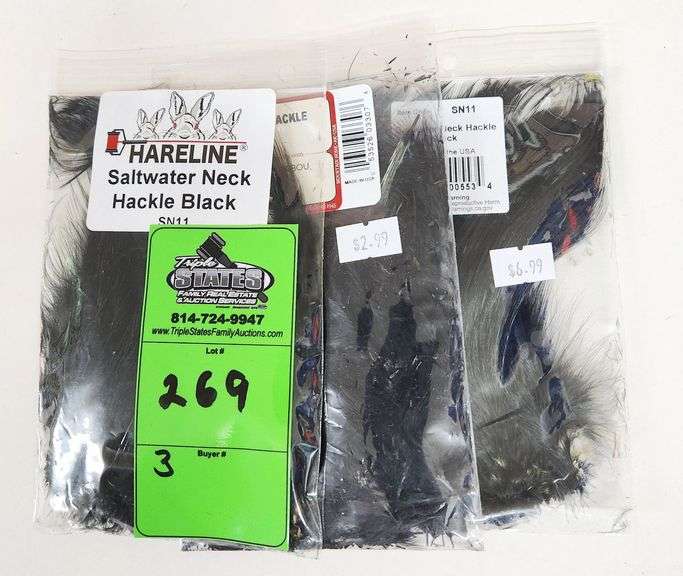 HARELINE®
Saltwater Neck
Hackle Black
SN11
ACKLE
$2.99
SN11
Neck Hackle
ck
ne USA
00553 4
$6.99
Triple
STATES
FAMILY REAL ESTATE
& AUCTION SERVICES
814-724-9947
www.TripleStatesFamilyAuctions.com
Lot #
269
Buyer #
3